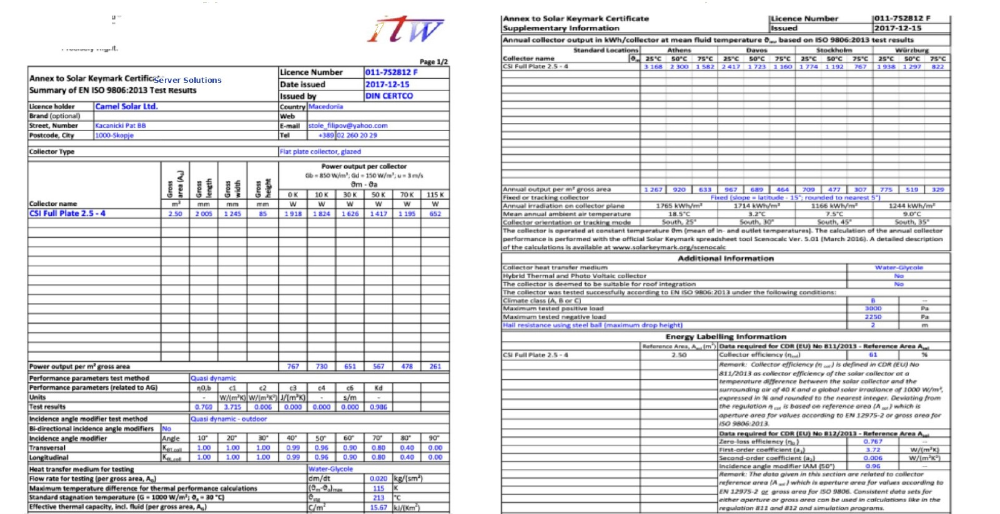 itw
Page 1/2
Annex to Solar Keymark Certificate Server Solutions
Summary of EN ISO 9806:2013 Test Results
Licence Number 011-7S2812 F
Date issued 2017-12-15
Issued by DIN CERTCO
Licence holder Camel Solar Ltd. Country Macedonia
Brand (optional) Web
Street, Number Kacanicki Pat BB E-mail stole_filipov@yahoo.com
Postcode, City 1000-Skopje Tel +389 02 260 20 29
Collector Type Flat plate collector, glazed
Power output per collector
Gb = 850 W/m²; Gd = 150 W/m²; u = 3 m/s
ϑm - ϑa
Gross area (AG) Gross length Gross width Gross height
0 K 10 K 30 K 50 K 70 K 115 K
Collector name m² mm mm mm W W W W W W
CSI Full Plate 2.5 - 4 2.50 2 005 1 245 85 1 918 1 824 1 626 1 417 1 195 652
Power output per m² gross area 767 730 651 567 478 261
Performance parameters test method Quasi dynamic
Performance parameters (related to AG) η0,b c1 c2 c3 c4 c6 Kd
Units - W/(m²K) W/(m²K²) J/(m³K) - s/m -
Test results 0.769 3.715 0.006 0.000 0.000 0.000 0.986
Incidence angle modifier test method Quasi dynamic - outdoor
Bi-directional incidence angle modifiers No
Incidence angle modifier Angle 10° 20° 30° 40° 50° 60° 70° 80° 90°
Transversal KθT,coll 1.00 1.00 1.00 0.99 0.96 0.90 0.80 0.40 0.00
Longitudinal KθL,coll 1.00 1.00 1.00 0.99 0.96 0.90 0.80 0.40 0.00
Heat transfer medium for testing Water-Glycole
Flow rate for testing (per gross area, AG) dm/dt 0.020 kg/(sm²)
Maximum temperature difference for thermal performance calculations (ϑm-ϑa)max 115 K
Standard stagnation temperature (G = 1000 W/m²; ϑa = 30 °C) ϑstg 213 °C
Effective thermal capacity, incl. fluid (per gross area, AG) C/m² 15.67 kJ/(Km²)
Annex to Solar Keymark Certificate Licence Number 011-7S2812 F
Supplementary Information Issued 2017-12-15
Annual collector output in kWh/collector at mean fluid temperature ϑm, based on ISO 9806:2013 test results
Standard Locations Athens Davos Stockholm Würzburg
Collector name ϑm 25°C 50°C 75°C 25°C 50°C 75°C 25°C 50°C 75°C 25°C 50°C 75°C
CSI Full Plate 2.5 - 4 3 168 2 300 1 582 2 417 1 723 1 160 1 774 1 192 767 1 938 1 297 822
Annual output per m² gross area 1 267 920 633 967 689 464 709 477 307 775 519 329
Fixed or tracking collector Fixed (slope = latitude - 15°; rounded to nearest 5°)
Annual irradiation on collector plane 1765 kWh/m² 1714 kWh/m² 1166 kWh/m² 1244 kWh/m²
Mean annual ambient air temperature 18.5°C 3.2°C 7.5°C 9.0°C
Collector orientation or tracking mode South, 25° South, 30° South, 45° South, 35°
The collector is operated at constant temperature ϑm (mean of in- and outlet temperatures). The calculation of the annual collector
performance is performed with the official Solar Keymark spreadsheet tool Scenocalc Ver. 5.01 (March 2016). A detailed description
of the calculations is available at www.solarkeymark.org/scenocalc
Additional Information
Collector heat transfer medium Water-Glycole
Hybrid Thermal and Photo Voltaic collector No
The collector is deemed to be suitable for roof integration No
The collector was tested successfully according to EN ISO 9806:2013 under the following conditions:
Climate class (A, B or C) B --
Maximum tested positive load 3000 Pa
Maximum tested negative load 2250 Pa
Hail resistance using steel ball (maximum drop height) 2 m
Energy Labelling Information
Reference Area, Asol (m²) Data required for CDR (EU) No 811/2013 - Reference Area Asol
CSI Full Plate 2.5 - 4 2.50 Collector efficiency (ηcol) 61 %
Remark: Collector efficiency (η col) is defined in CDR (EU) No
811/2013 as collector efficiency of the solar collector at a
temperature difference between the solar collector and the
surrounding air of 40 K and a global solar irradiance of 1000 W/m²,
expressed in % and rounded to the nearest integer. Deviating from
the regulation η col is based on reference area (A sol) which is
aperture area for values according to EN 12975-2 or gross area for
ISO 9806:2013.
Data required for CDR (EU) No 812/2013 - Reference Area Asol
Zero-loss efficiency (η0) 0.767 --
First-order coefficient (a1) 3.72 W/(m²K)
Second-order coefficient (a2) 0.006 W/(m²K²)
Incidence angle modifier IAM (50°) 0.96 --
Remark: The data given in this section are related to collector
reference area (A sol) which is aperture area for values according to
EN 12975-2 or gross area for ISO 9806. Consistent data sets for
either aperture or gross area can be used in calculations like in the
regulation 811 and 812 and simulation programs.